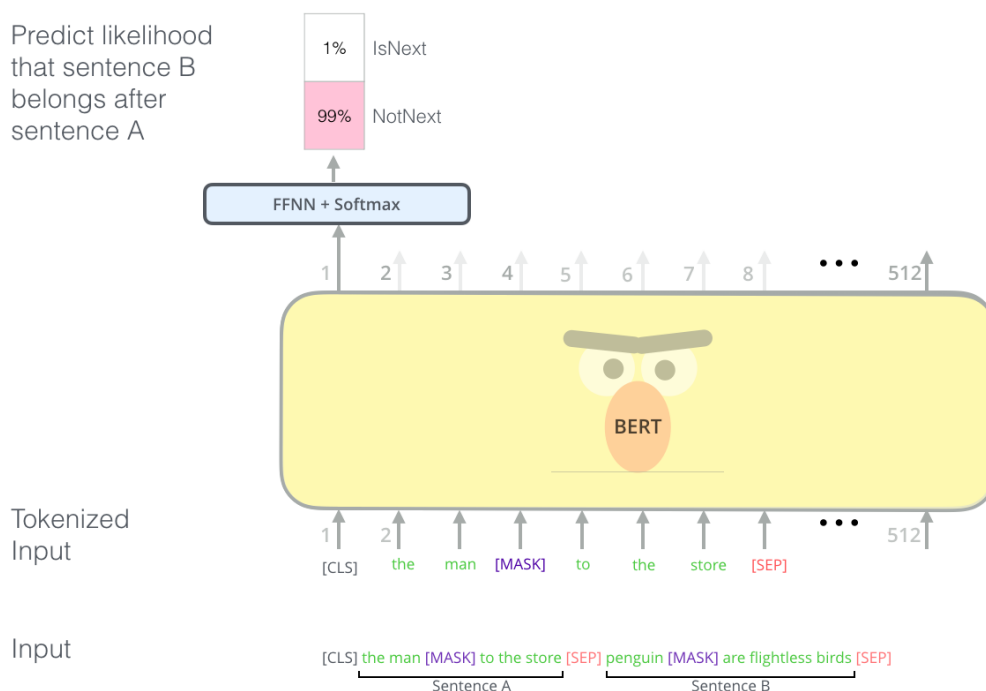 Predict likelihood
that sentence B
belongs after
sentence A
1% IsNext
99% NotNext
FFNN + Softmax
1 2 3 4 5 6 7 8 ••• 512
BERT
Tokenized
Input
1 2 ••• 512
[CLS] the man [MASK] to the store [SEP]
Input
[CLS] the man [MASK] to the store [SEP] penguin [MASK] are flightless birds [SEP]
Sentence A Sentence B